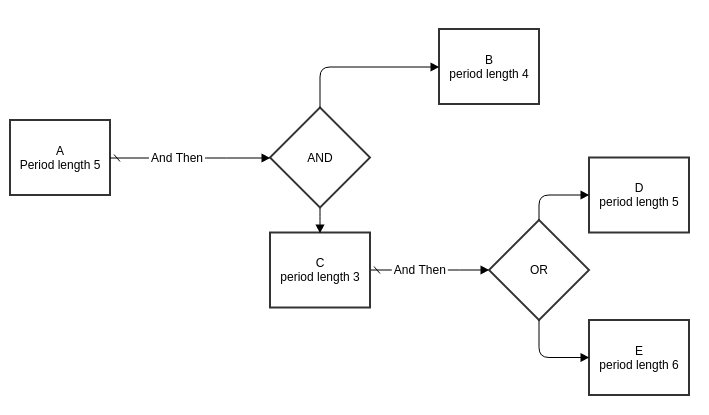 B
period length 4
A
Period length 5
And Then
AND
D
period length 5
C
period length 3
And Then
OR
E
period length 6